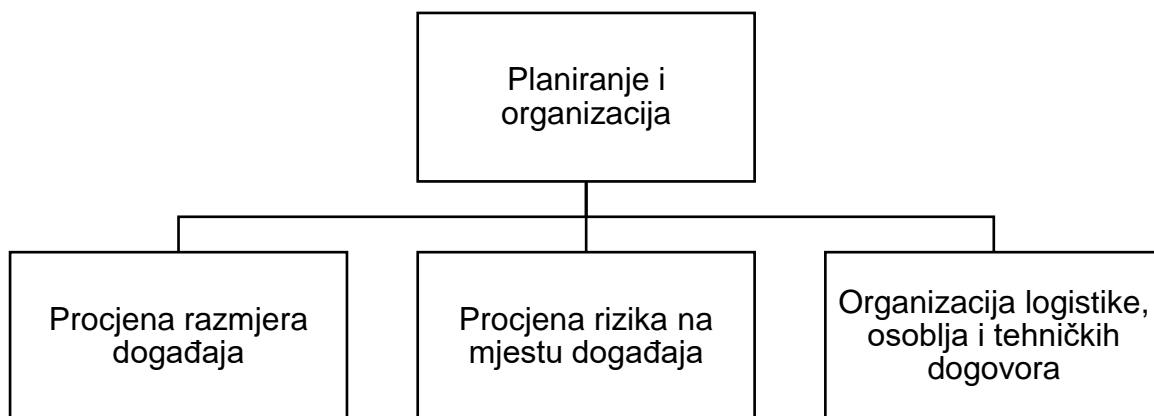 Planiranje i
organizacija
Procjena razmjera
događaja
Procjena rizika na
mjestu događaja
Organizacija logistike,
osoblja i tehničkih
dogovora